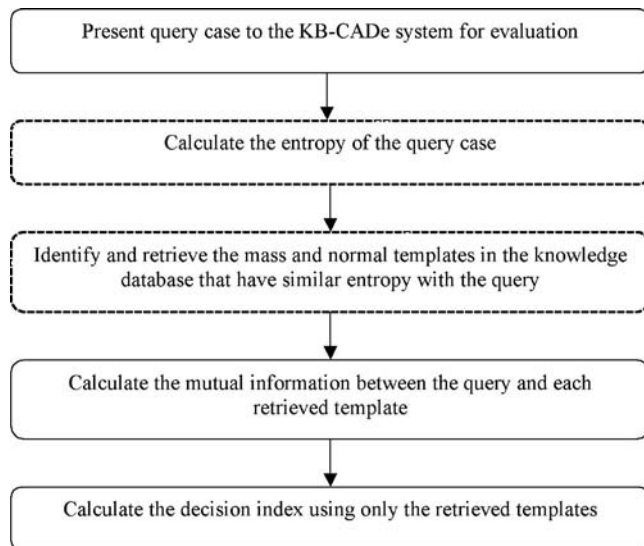 Present query case to the KB-CADe system for evaluation
Calculate the entropy of the query case
Identify and retrieve the mass and normal templates in the knowledge
database that have similar entropy with the query
Calculate the mutual information between the query and each
retrieved template
Calculate the decision index using only the retrieved templates